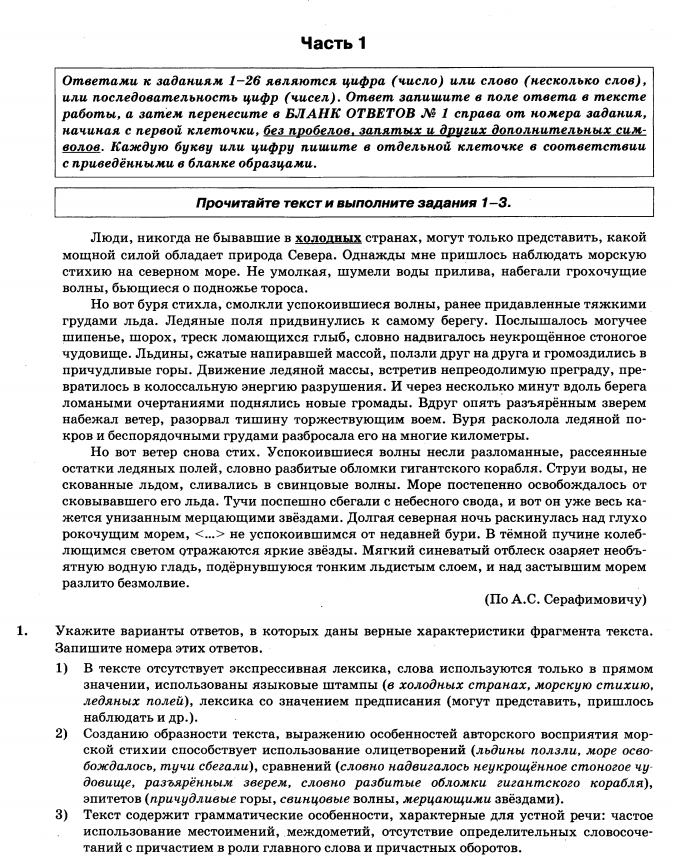 Часть 1
Ответами к заданиям 1–26 являются цифра (число) или слово (несколько слов),
или последовательность цифр (чисел). Ответ запишите в поле ответа в тексте
работы, а затем перенесите в БЛАНК ОТВЕТОВ № 1 справа от номера задания,
начиная с первой клеточки, без пробелов, запятых и других дополнительных сим-
волов. Каждую букву или цифру пишите в отдельной клеточке в соответствии
с приведёнными в бланке образцами.
Прочитайте текст и выполните задания 1–3.
Люди, никогда не бывавшие в холодных странах, могут только представить, какой
мощной силой обладает природа Севера. Однажды мне пришлось наблюдать морскую
стихию на северном море. Не умолкая, шумели воды прилива, набегали грохочущие
волны, бьющиеся о подножье тороса.
Но вот буря стихла, смолкли успокоившиеся волны, ранее придавленные тяжкими
грудами льда. Ледяные поля придвинулись к самому берегу. Послышалось могучее
шипенье, шорох, треск ломающихся глыб, словно надвигалось неукрощённое стоногое
чудовище. Льдины, сжатые напиравшей массой, ползли друг на друга и громоздились в
причудливые горы. Движение ледяной массы, встретив непреодолимую преграду, пре-
вратилось в колоссальную энергию разрушения. И через несколько минут вдоль берега
ломаными очертаниями поднялись новые громады. Вдруг опять разъярённым зверем
набежал ветер, разорвал тишину торжествующим воем. Буря расколола ледяной по-
кров и беспорядочными грудами разбросала его на многие километры.
Но вот ветер снова стих. Успокоившиеся волны несли разломанные, рассеянные
остатки ледяных полей, словно разбитые обломки гигантского корабля. Струи воды, не
скованные льдом, сливались в свинцовые волны. Море постепенно освобождалось от
сковывавшего его льда. Тучи поспешно сбегали с небесного свода, и вот он уже весь ка-
жется унизанным мерцающими звёздами. Долгая северная ночь раскинулась над глухо
рокочущим морем, <...> не успокоившимся от недавней бури. В тёмной пучине колеб-
лющимся светом отражаются яркие звёзды. Мягкий синеватый отблеск озаряет необъ-
ятную водную гладь, подёрнувшуюся тонким льдистым слоем, и над застывшим морем
разлито безмолвие.
(По А.С. Серафимовичу)
1. Укажите варианты ответов, в которых даны верные характеристики фрагмента текста.
Запишите номера этих ответов.
1) В тексте отсутствует экспрессивная лексика, слова используются только в прямом
значении, использованы языковые штампы (в холодных странах, морскую стихию,
ледяных полей), лексика со значением предписания (могут представить, пришлось
наблюдать и др.).
2) Созданию образности текста, выражению особенностей авторского восприятия мор-
ской стихии способствует использование олицетворений (льдины ползли, море осво-
бождалось, тучи сбегали), сравнений (словно надвигалось неукрощённое стоногое чу-
довище, разъярённым зверем, словно разбитые обломки гигантского корабля),
эпитетов (причудливые горы, свинцовые волны, мерцающими звёздами).
3) Текст содержит грамматические особенности, характерные для устной речи: частое
использование местоимений, междометий, отсутствие определительных словосоче-
таний с причастием в роли главного слова и причастных оборотов.